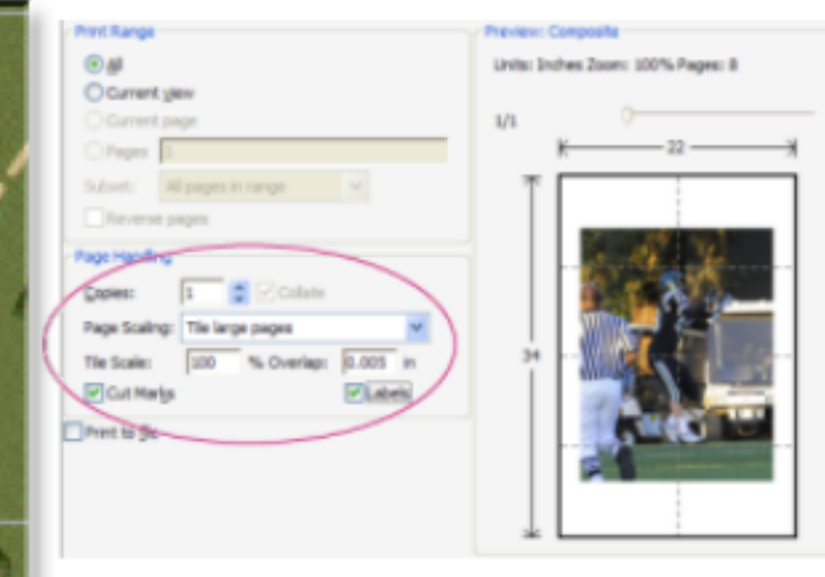 Print Range
All
Current view
Current page
Pages 1
Subset: All pages in range
Reverse pages
Page Handling
Copies: 1 Collate
Page Scaling: Tile large pages
Tile Scale: 100 % Overlap: 0.005 in
Cut Marks Labels
Print to file
Preview: Composite
Units: Inches Zoom: 100% Pages: 8
1/1
22
34